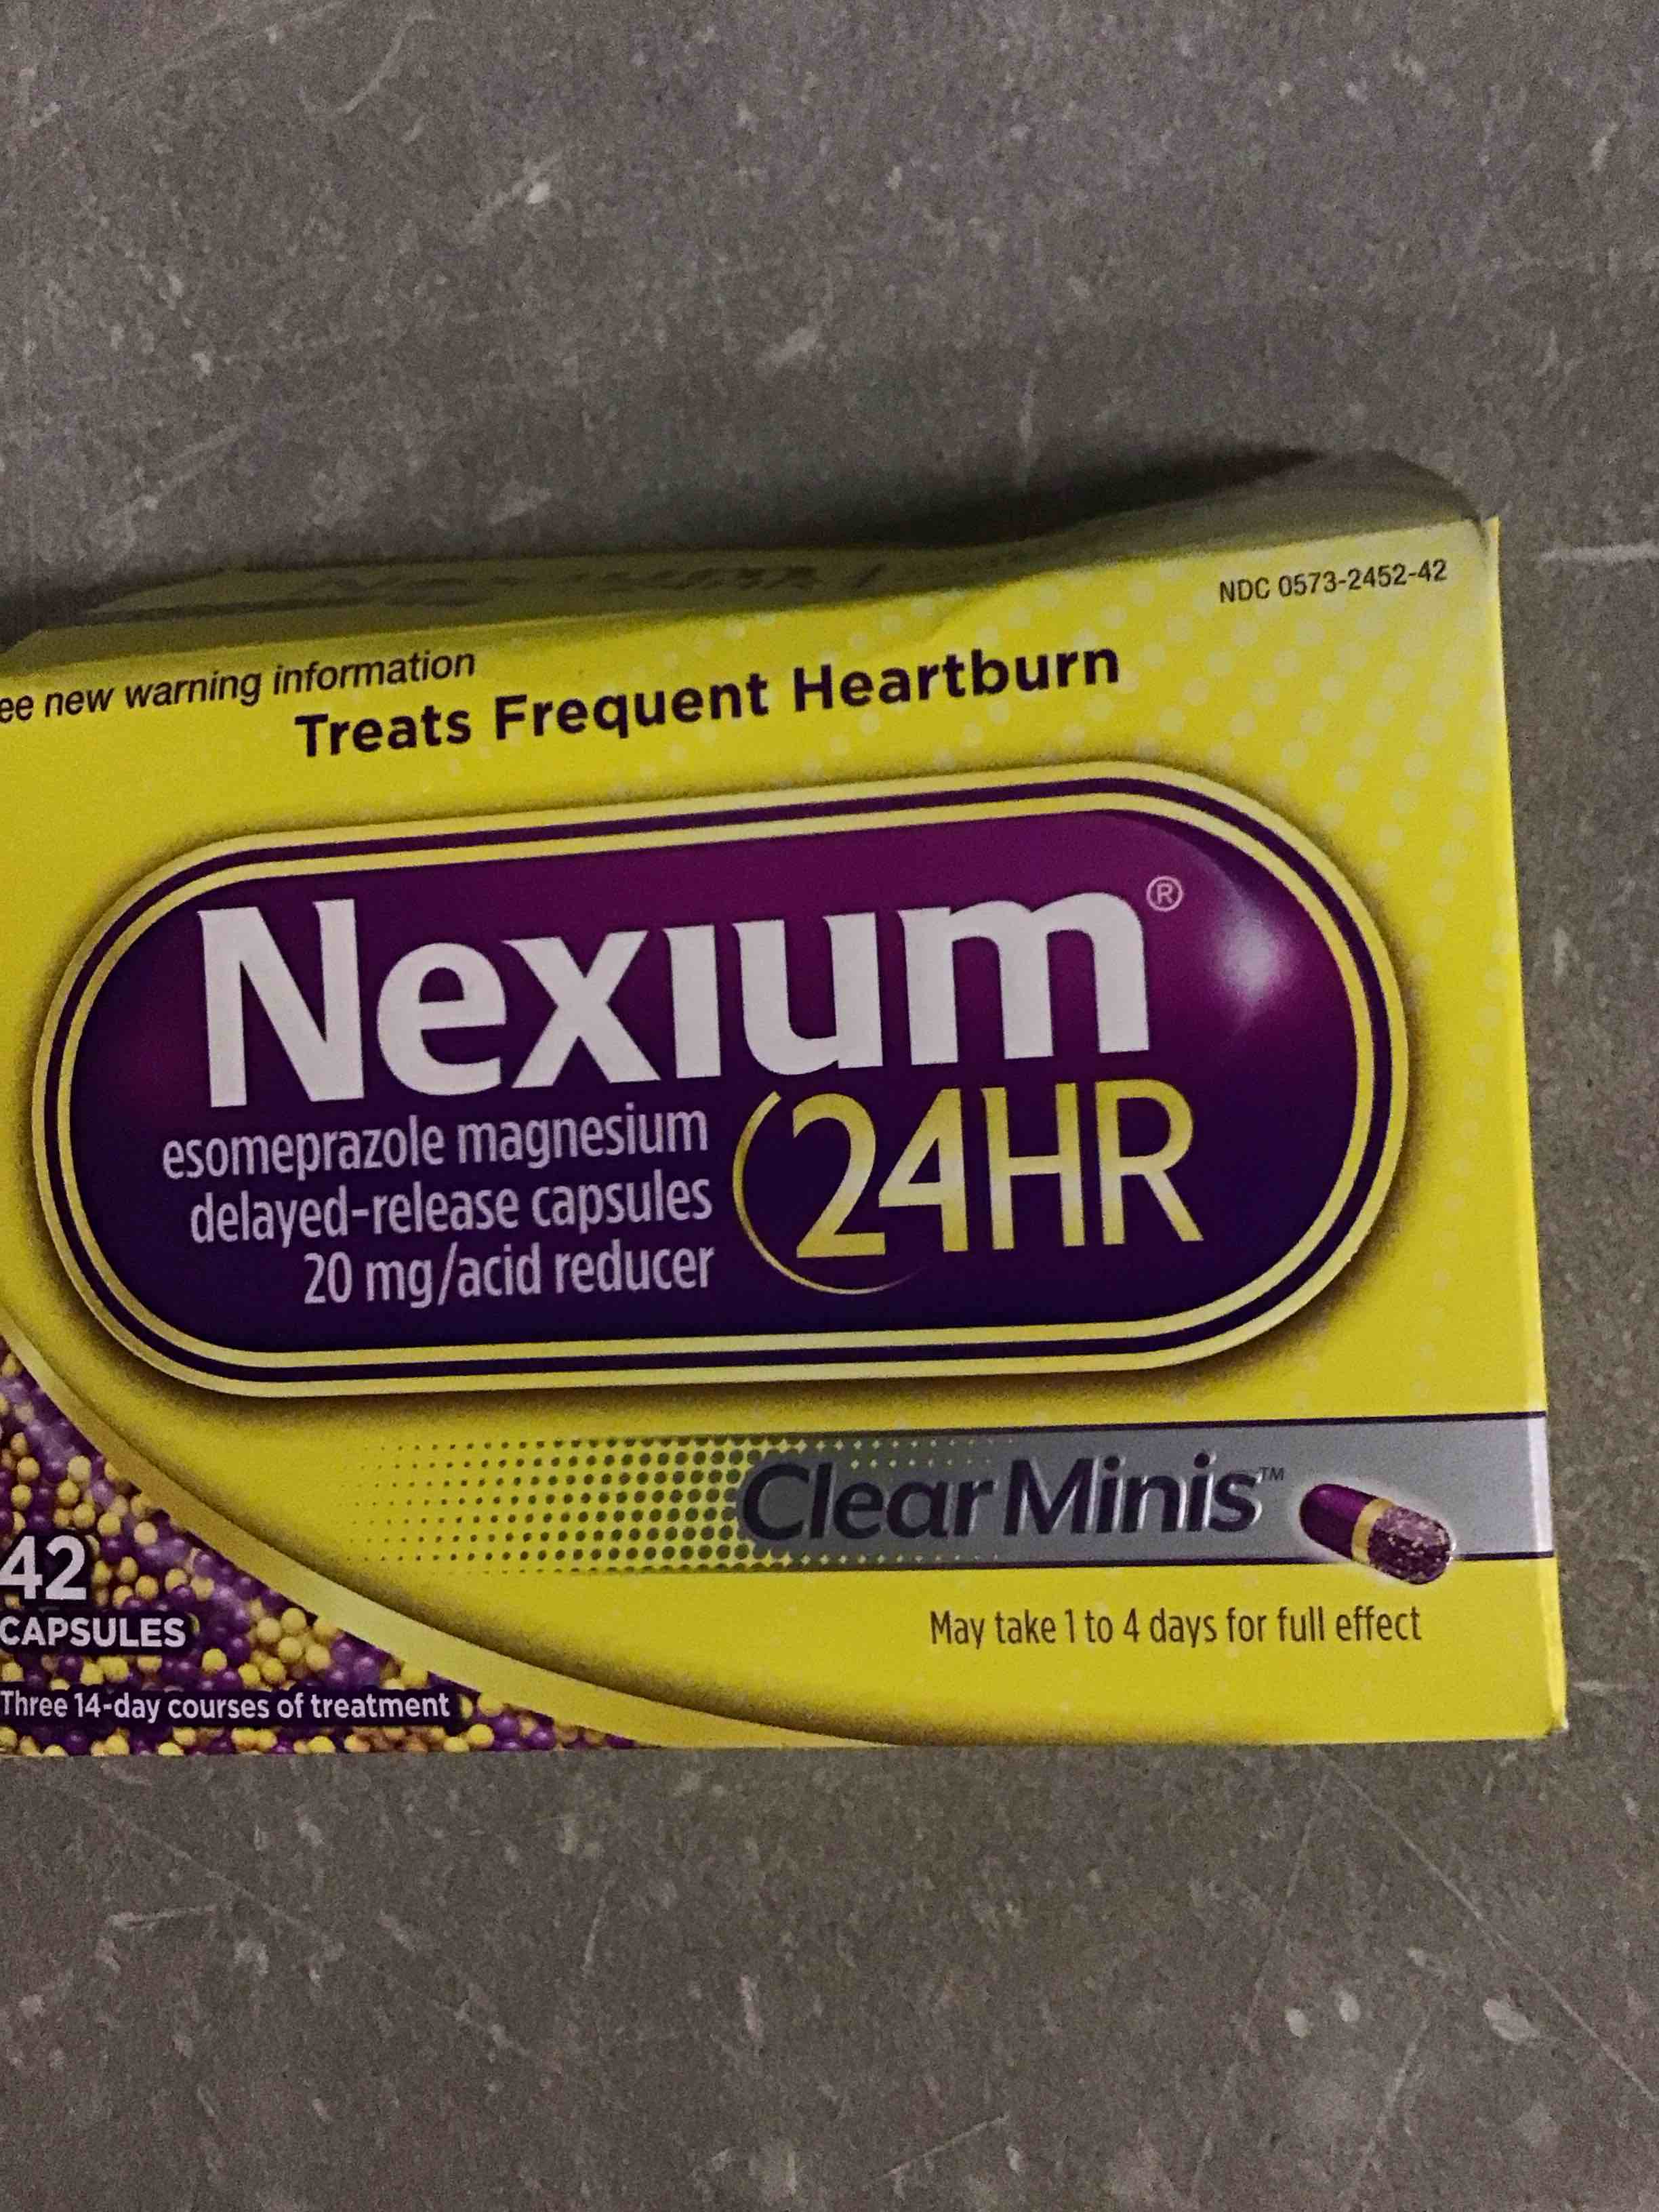 NDC 0573-2452-42
ee new warning information
Treats Frequent Heartburn
Nexium®
esomeprazole magnesium
delayed-release capsules
20 mg/acid reducer
24HR
ClearMinis™
42
CAPSULES
Three 14-day courses of treatment
May take 1 to 4 days for full effect